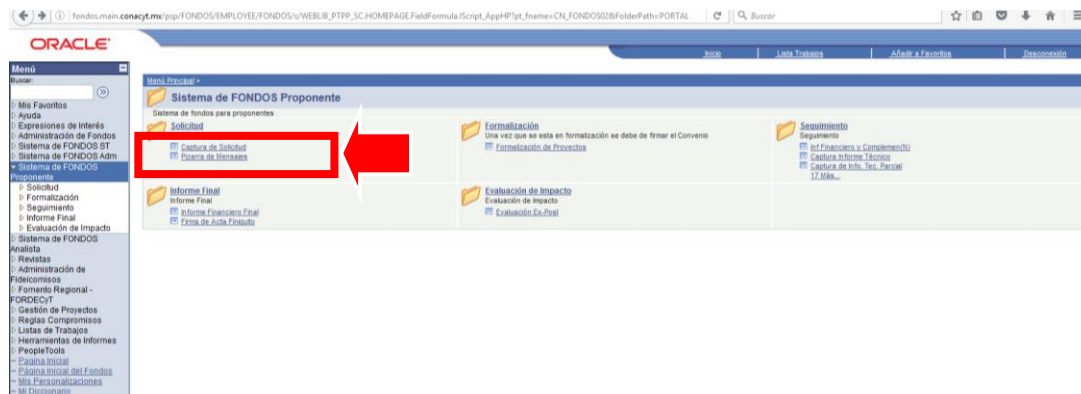 fondos.main.conacyt.mx/psp/FONDOS/EMPLOYEE/FONDOS/s/WEBLIB_PTPP_SC.HOMEPAGE.FieldFormula.IScript_AppHP?pt_fname=CN_FONDOS02&FolderPath=PORTAL
Buscar
ORACLE
Inicio
Lista Trabajos
Añadir a Favoritos
Desconexión
Menú
Buscar:
Mis Favoritos
Ayuda
Expresiones de Interés
Administración de Fondos
Sistema de FONDOS ST
Sistema de FONDOS Adm
Sistema de FONDOS
Proponente
Solicitud
Formalización
Seguimiento
Informe Final
Evaluación de Impacto
Sistema de FONDOS
Analista
Revistas
Administración de
Fideicomisos
Fomento Regional -
FORDECyT
Gestión de Proyectos
Reglas Compromisos
Listas de Trabajos
Herramientas de Informes
PeopleTools
Pagina Inicial
Página Inicial del Fondos
Mis Personalizaciones
Mi Diccionario
Menú Principal >
Sistema de FONDOS Proponente
Sistema de fondos para proponentes
Solicitud
Captura de Solicitud
Pizarra de Mensajes
Formalización
Una vez que se esta en formalización se debe de firmar el Convenio
Formalización de Proyectos
Seguimiento
Seguimiento
Inf Financiero y Complemen(N)
Captura Informe Técnico
Captura de Info. Tec. Parcial
17 Más...
Informe Final
Informe Final
Informe Financiero Final
Firma de Acta Finiquito
Evaluación de Impacto
Evaluación de Impacto
Evaluación Ex-Post